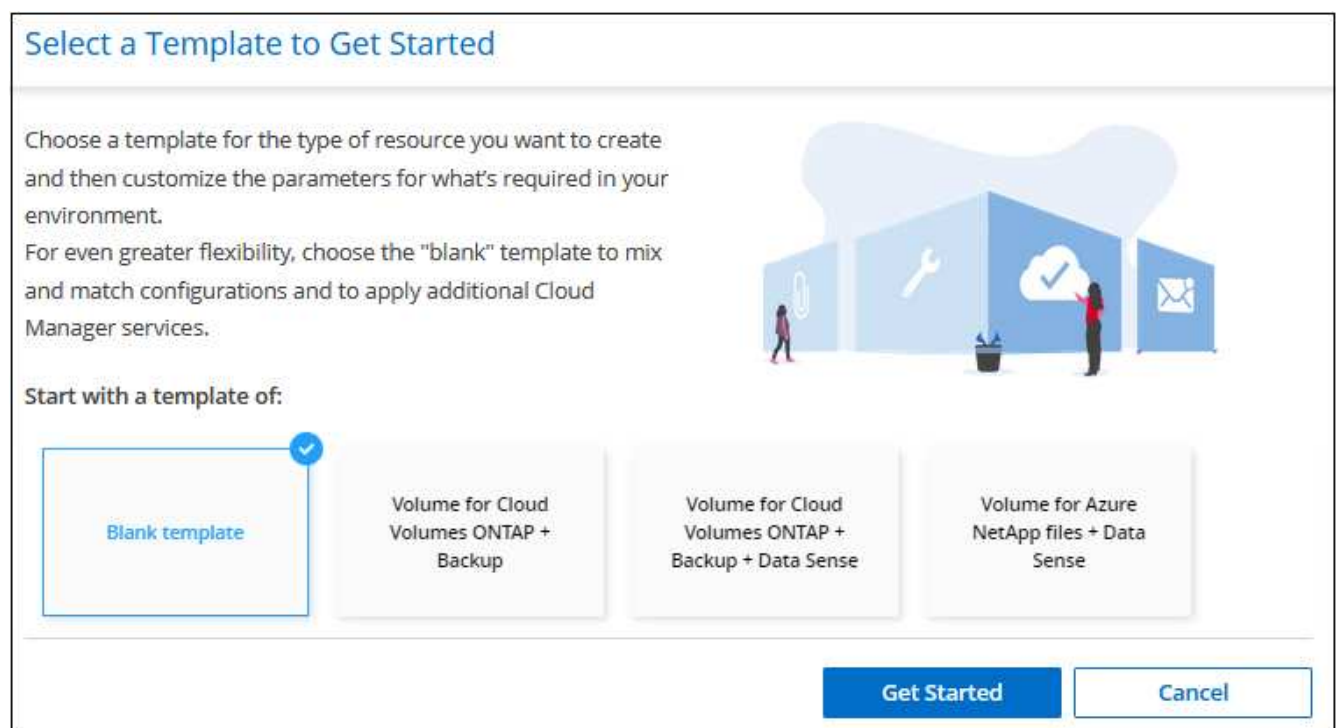 Select a Template to Get Started
Choose a template for the type of resource you want to create
and then customize the parameters for what's required in your
environment.
For even greater flexibility, choose the "blank" template to mix
and match configurations and to apply additional Cloud
Manager services.
Start with a template of:
Blank template
Volume for Cloud
Volumes ONTAP +
Backup
Volume for Cloud
Volumes ONTAP +
Backup + Data Sense
Volume for Azure
NetApp files + Data
Sense
Get Started
Cancel